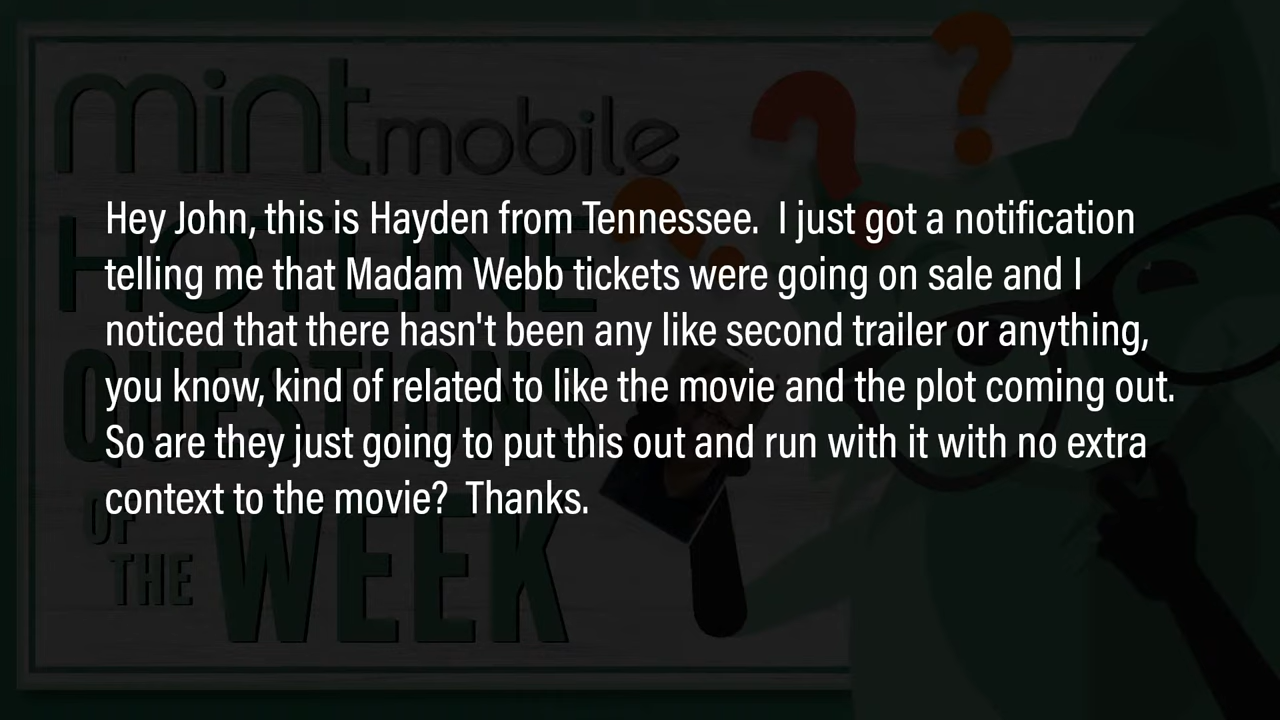 mint mobile
HOTLINE
QUESTIONS
OF
THE WEEK
Hey John, this is Hayden from Tennessee.  I just got a notification
telling me that Madam Webb tickets were going on sale and I
noticed that there hasn't been any like second trailer or anything,
you know, kind of related to like the movie and the plot coming out.
So are they just going to put this out and run with it with no extra
context to the movie?  Thanks.